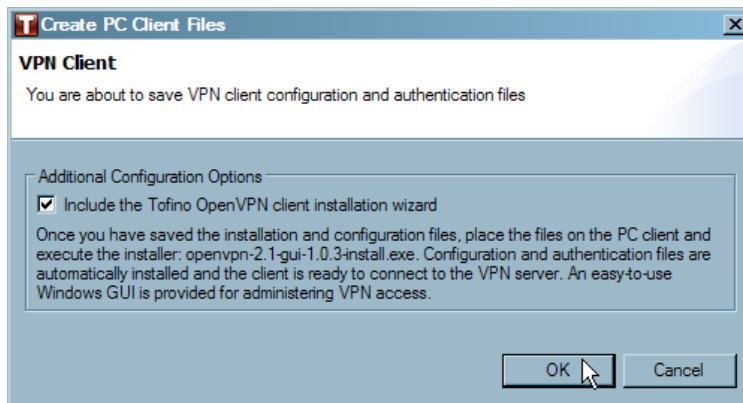 T Create PC Client Files
VPN Client
You are about to save VPN client configuration and authentication files
Additional Configuration Options
Include the Tofino OpenVPN client installation wizard
Once you have saved the installation and configuration files, place the files on the PC client and
execute the installer: openvpn-2.1-gui-1.0.3-install.exe. Configuration and authentication files are
automatically installed and the client is ready to connect to the VPN server. An easy-to-use
Windows GUI is provided for administering VPN access.
OK
Cancel